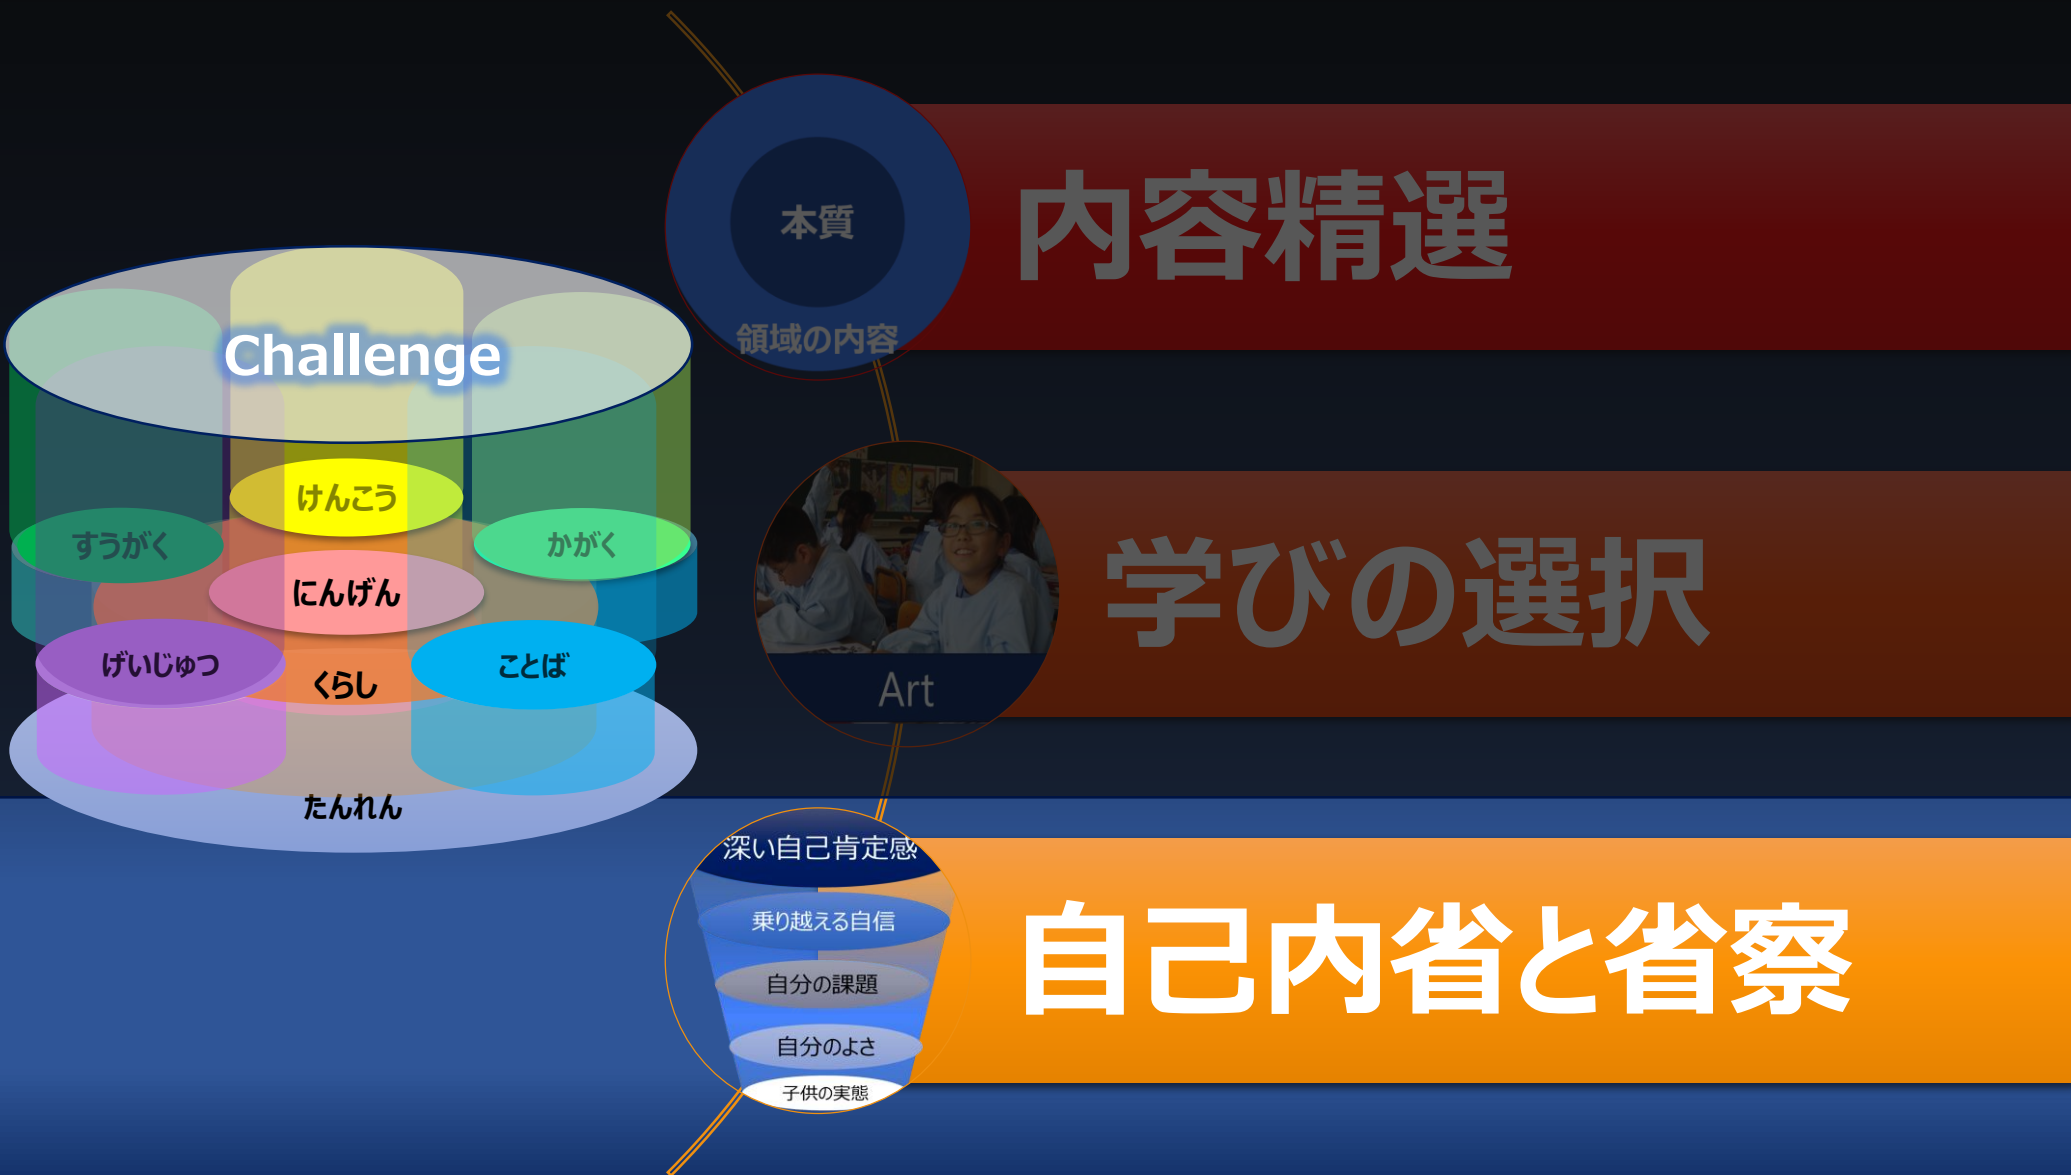 Challenge
けんこう
すうがく
かがく
にんげん
げいじゅつ
ことば
くらし
たんれん
本質
領域の内容
内容精選
Art
学びの選択
深い自己肯定感
乗り越える自信
自分の課題
自分のよさ
子供の実態
自己内省と省察